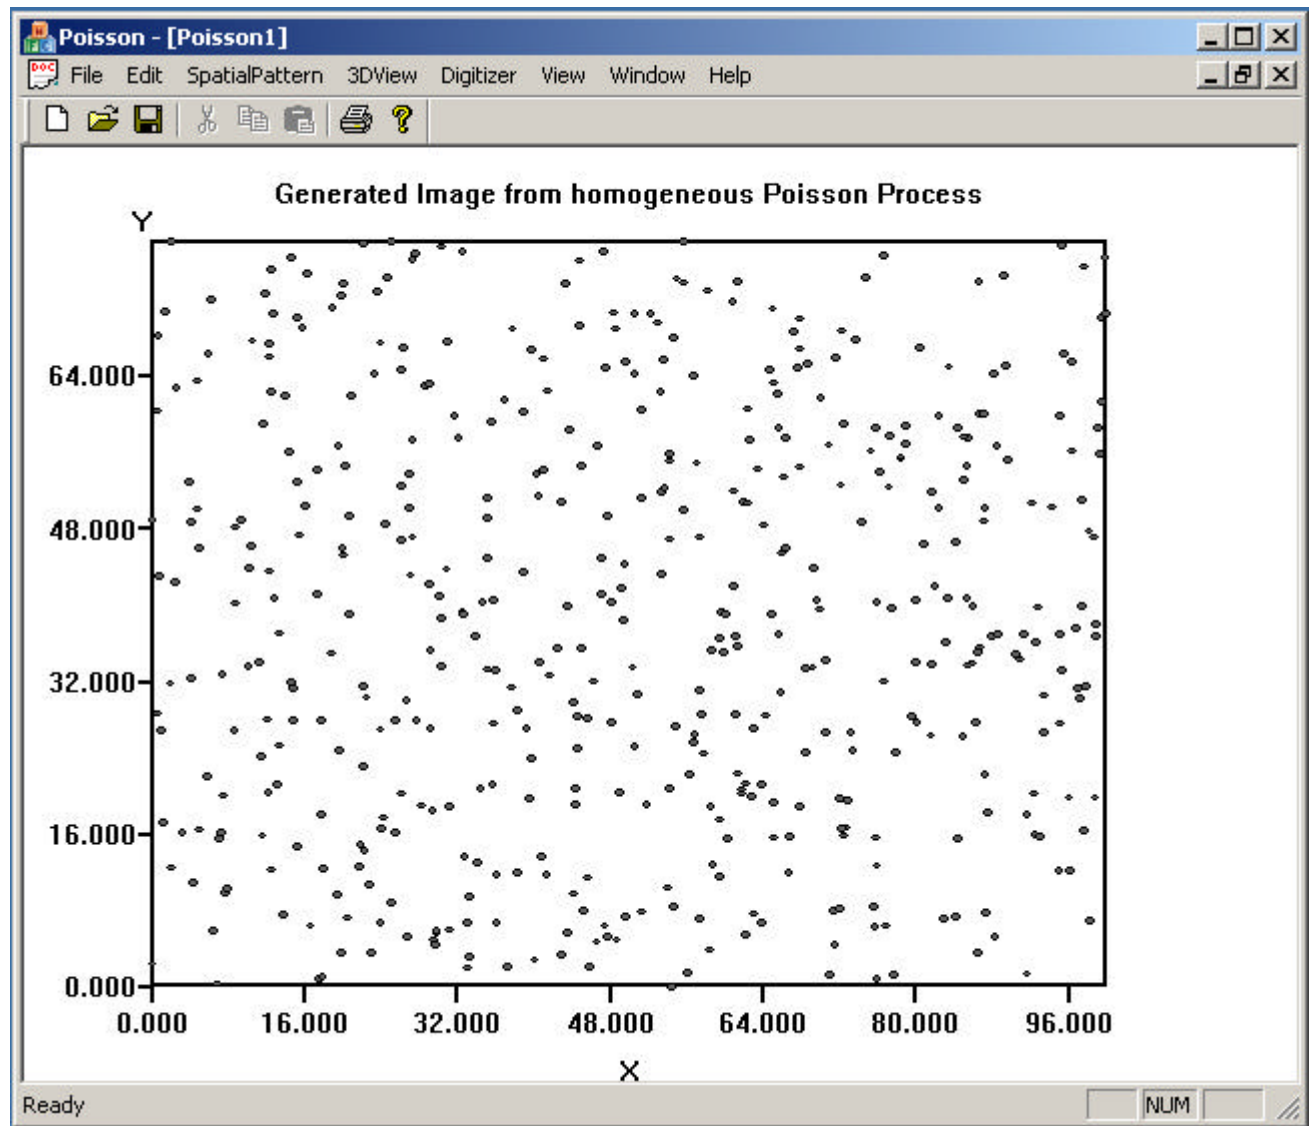 Poisson - [Poisson1]
DOC File Edit SpatialPattern 3DView Digitizer View Window Help
Generated Image from homogeneous Poisson Process
Y
64.000
48.000
32.000
16.000
0.000
0.000 16.000 32.000 48.000 64.000 80.000 96.000
X
Ready NUM